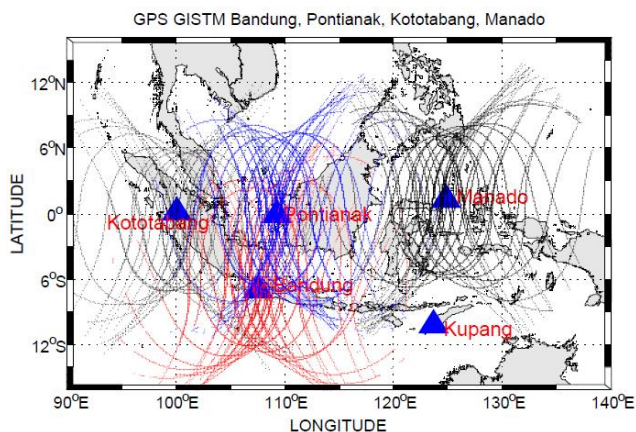 GPS GISTM Bandung, Pontianak, Kototabang, Manado
12°N
6°N
0°
6°S
12°S
LATITUDE
Manado
Pontianak
Kototabang
Bandung
Kupang
90°E 100°E 110°E 120°E 130°E 140°E
LONGITUDE